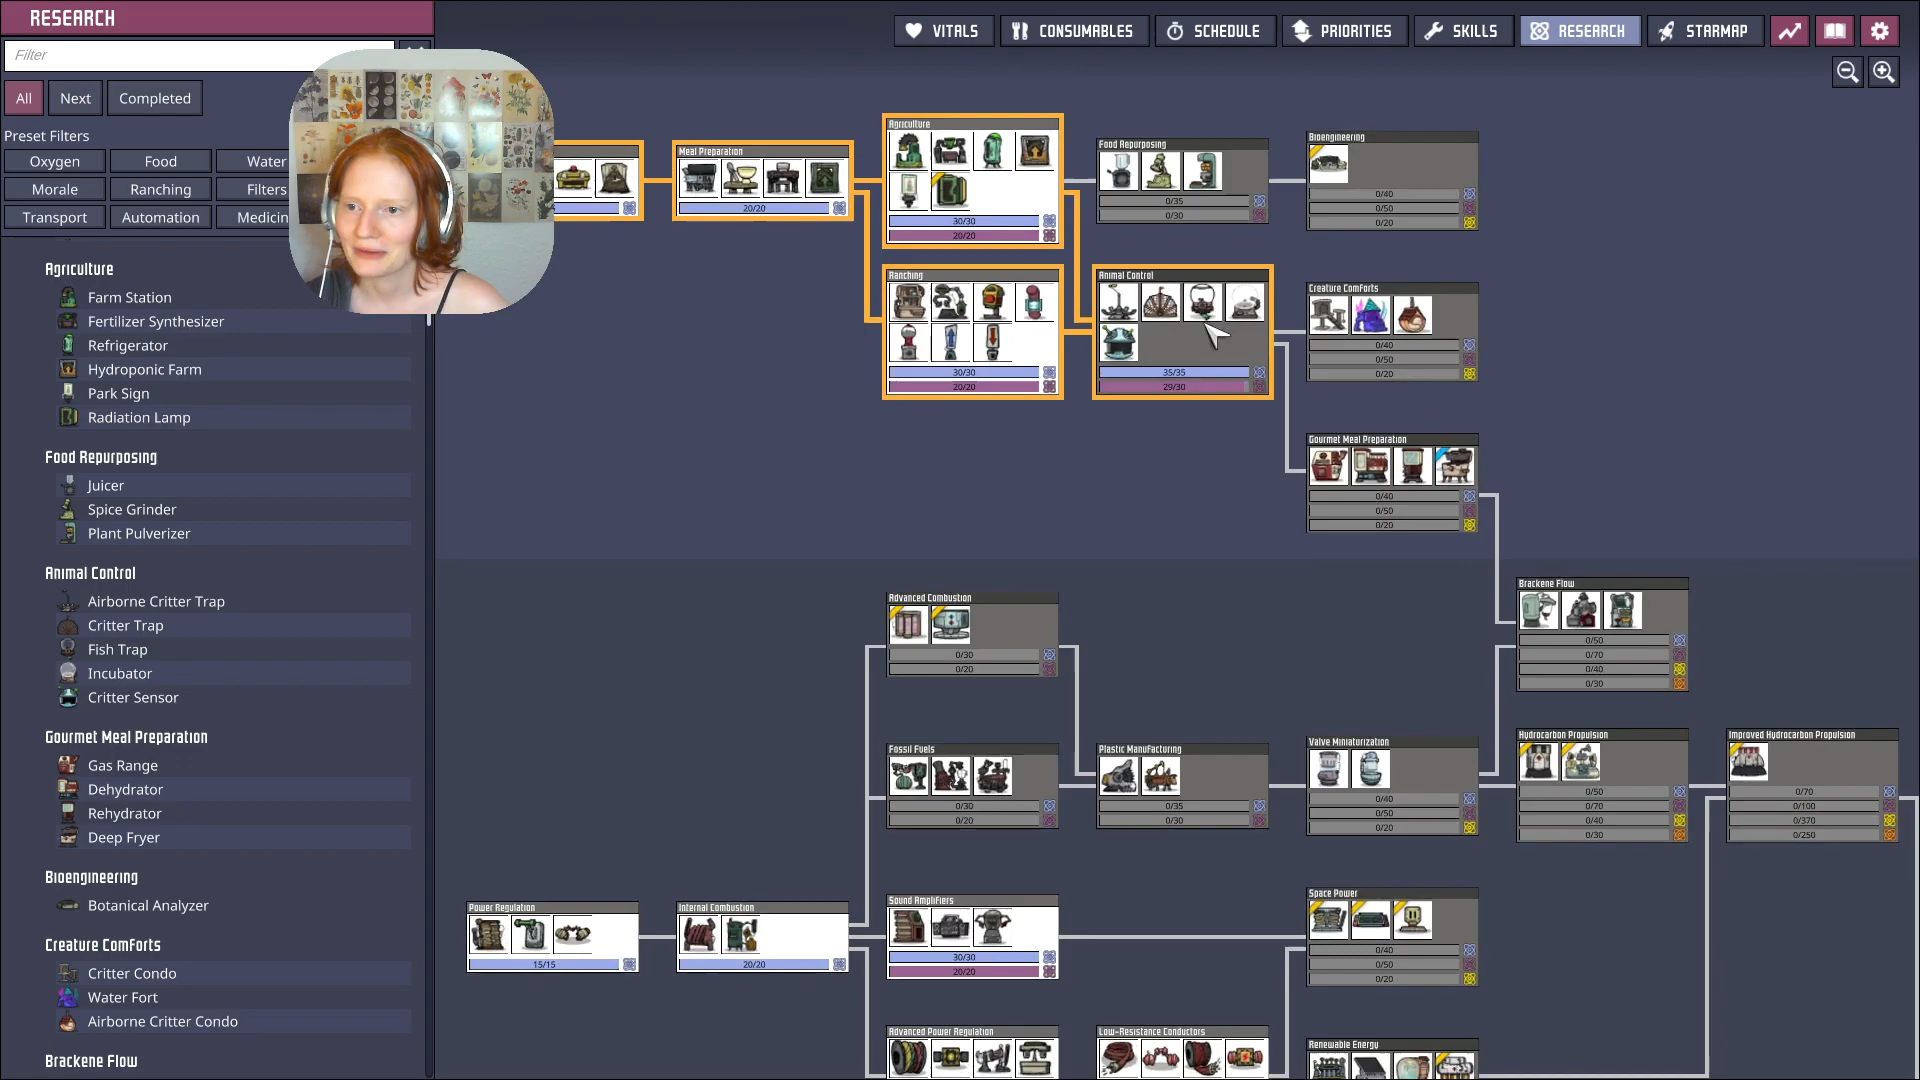 RESEARCH
VITALS
CONSUMABLES
SCHEDULE
PRIORITIES
SKILLS
RESEARCH
STARMAP
Filter
All
Next
Completed
Preset Filters
Oxygen
Food
Water
Morale
Ranching
Filters
Transport
Automation
Medicin
Agriculture
Farm Station
Fertilizer Synthesizer
Refrigerator
Hydroponic Farm
Park Sign
Radiation Lamp
Food Repurposing
Juicer
Spice Grinder
Plant Pulverizer
Animal Control
Airborne Critter Trap
Critter Trap
Fish Trap
Incubator
Critter Sensor
Gourmet Meal Preparation
Gas Range
Dehydrator
Rehydrator
Deep Fryer
Bioengineering
Botanical Analyzer
Creature Comforts
Critter Condo
Water Fort
Airborne Critter Condo
Brackene Flow
Meal Preparation
20/20
Agriculture
30/30
20/20
Food Repurposing
0/35
0/30
Bioengineering
0/40
0/50
0/20
Ranching
30/30
20/20
Animal Control
35/35
29/30
Creature Comforts
0/40
0/50
0/20
Gourmet Meal Preparation
0/40
0/50
0/20
Brackene Flow
0/50
0/70
0/40
0/30
Advanced Combustion
0/30
0/20
Fossil Fuels
0/30
0/20
Plastic Manufacturing
0/35
0/30
Valve Miniaturization
0/40
0/50
0/20
Hydrocarbon Propulsion
0/50
0/70
0/40
0/30
Improved Hydrocarbon Propulsion
0/70
0/100
0/370
0/250
Power Regulation
15/15
Internal Combustion
20/20
Sound Amplifiers
30/30
20/20
Space Power
0/40
0/50
0/20
Advanced Power Regulation
Low-Resistance Conductors
Renewable Energy